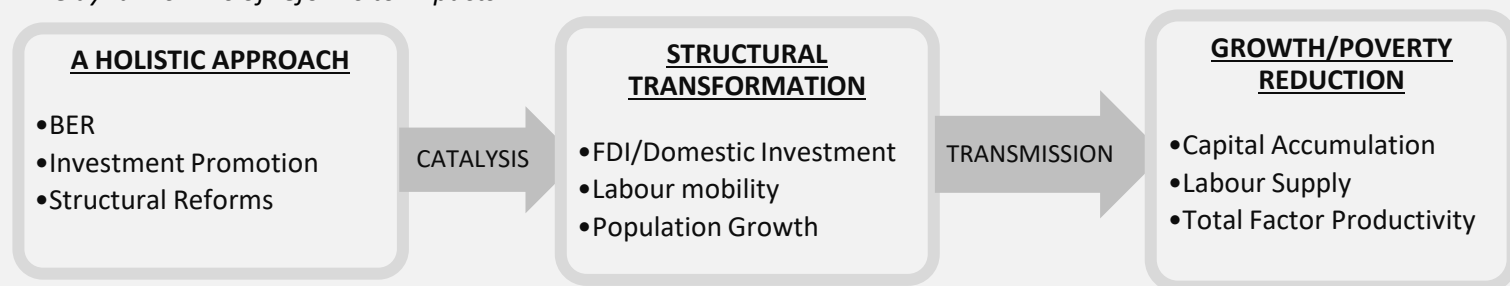 A HOLISTIC APPROACH
•BER
•Investment Promotion
•Structural Reforms
CATALYSIS
STRUCTURAL
TRANSFORMATION
•FDI/Domestic Investment
•Labour mobility
•Population Growth
TRANSMISSION
GROWTH/POVERTY
REDUCTION
•Capital Accumulation
•Labour Supply
•Total Factor Productivity